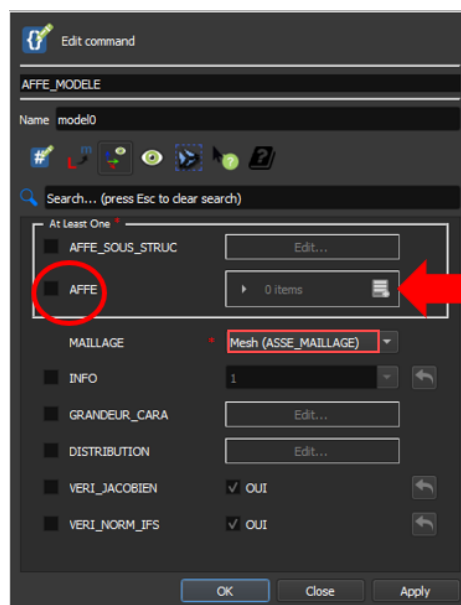 Edit command
AFFE_MODELE
Name model0
Search... (press Esc to clear search)
At Least One *
AFFE_SOUS_STRUC Edit...
AFFE 0 items
MAILLAGE * Mesh (ASSE_MAILLAGE)
INFO 1
GRANDEUR_CARA Edit...
DISTRIBUTION Edit...
VERI_JACOBIEN OUI
VERI_NORM_IFS OUI
OK Close Apply